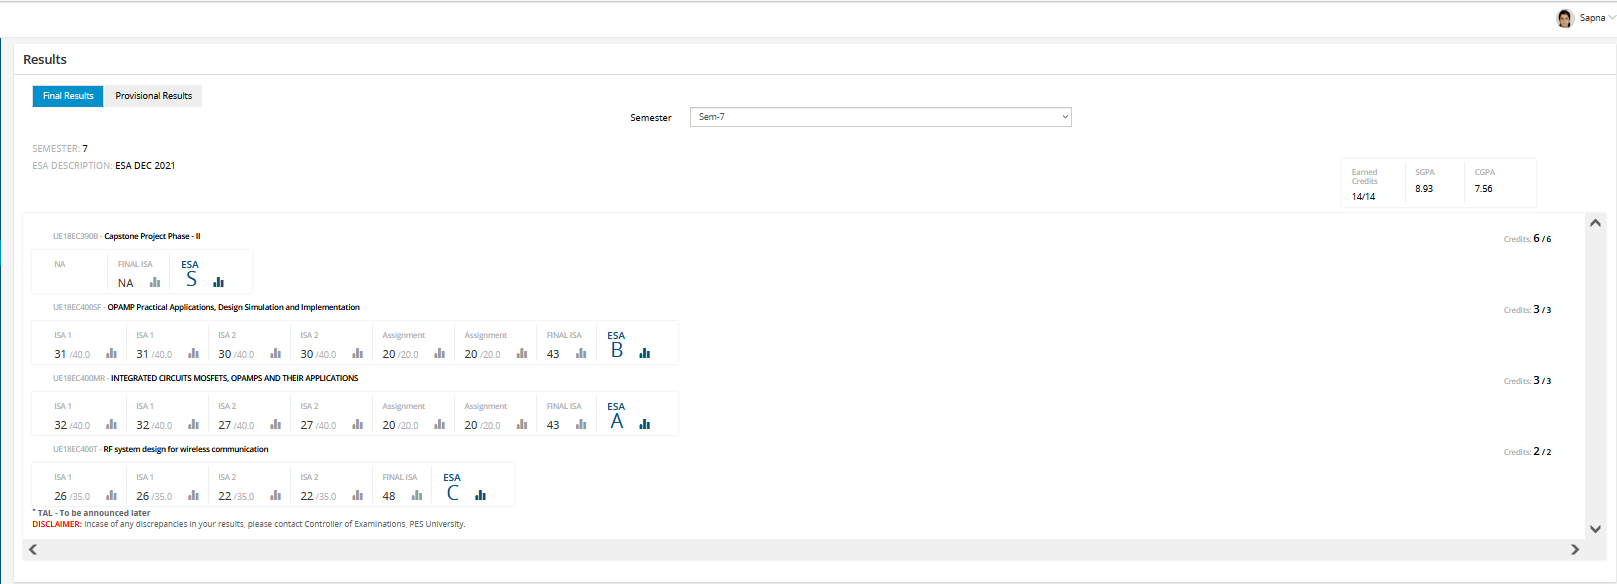 Sapna
Results
Final Results Provisional Results
Semester Sem-7
SEMESTER: 7
ESA DESCRIPTION: ESA DEC 2021
Earned Credits SGPA CGPA
14/14 8.93 7.56
UE18EC390B - Capstone Project Phase - II Credits: 6 / 6
NA FINAL ISA ESA
NA S
UE18EC400SF - OPAMP Practical Applications, Design Simulation and Implementation Credits: 3 / 3
ISA 1 ISA 1 ISA 2 ISA 2 Assignment Assignment FINAL ISA ESA
31 /40.0 31 /40.0 30 /40.0 30 /40.0 20 /20.0 20 /20.0 43 B
UE18EC400MR - INTEGRATED CIRCUITS MOSFETS, OPAMPS AND THEIR APPLICATIONS Credits: 3 / 3
ISA 1 ISA 1 ISA 2 ISA 2 Assignment Assignment FINAL ISA ESA
32 /40.0 32 /40.0 27 /40.0 27 /40.0 20 /20.0 20 /20.0 43 A
UE18EC400T - RF system design for wireless communication Credits: 2 / 2
ISA 1 ISA 1 ISA 2 ISA 2 FINAL ISA ESA
26 /35.0 26 /35.0 22 /35.0 22 /35.0 48 C
* TAL - To be announced later
DISCLAIMER: Incase of any discrepancies in your results, please contact Controller of Examinations, PES University.